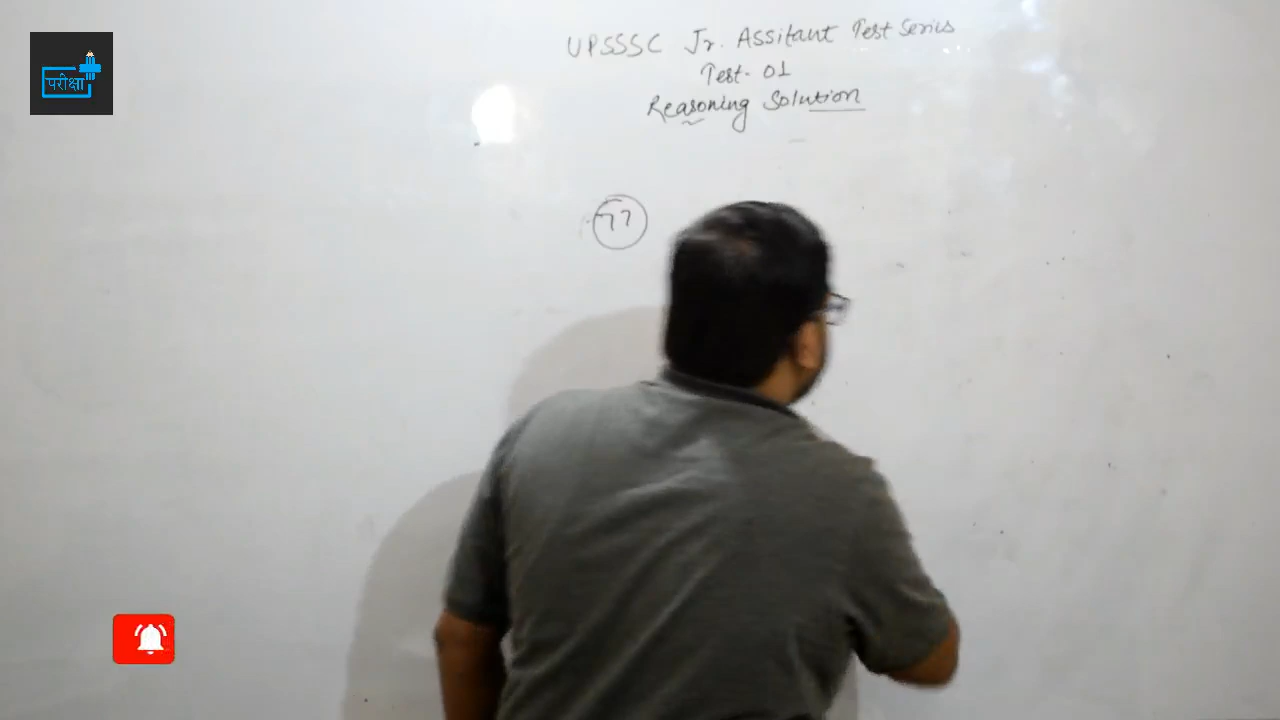 परीक्षा
UPSSSC Jr. Assitant Test Series
Test- 01
Reasoning Solution
77